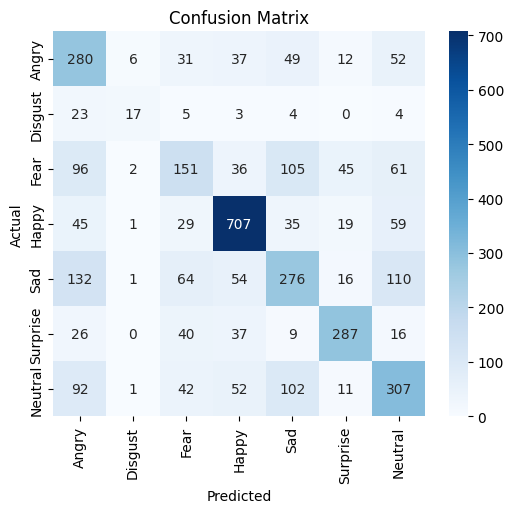 Confusion Matrix
Actual
Angry 280 6 31 37 49 12 52
Disgust 23 17 5 3 4 0 4
Fear 96 2 151 36 105 45 61
Happy 45 1 29 707 35 19 59
Sad 132 1 64 54 276 16 110
Surprise 26 0 40 37 9 287 16
Neutral 92 1 42 52 102 11 307
Angry Disgust Fear Happy Sad Surprise Neutral
Predicted
700
600
500
400
300
200
100
0